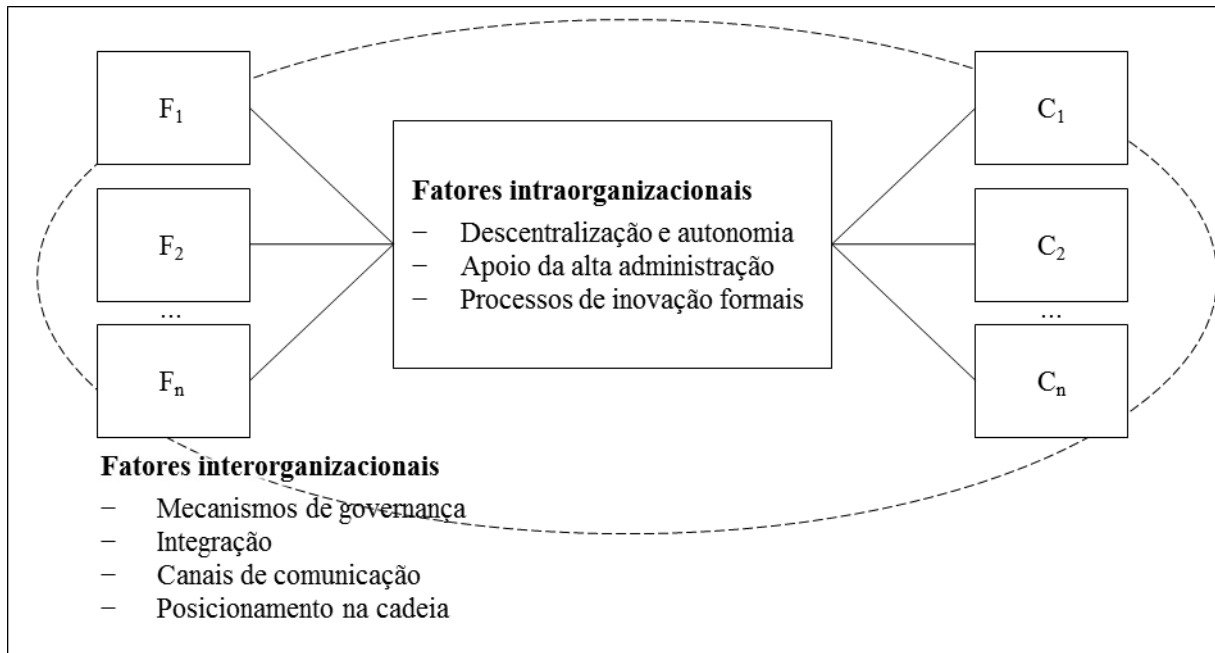 F₁
F₂
...
Fₙ
Fatores intraorganizacionais
– Descentralização e autonomia
– Apoio da alta administração
– Processos de inovação formais
C₁
C₂
...
Cₙ
Fatores interorganizacionais
– Mecanismos de governança
– Integração
– Canais de comunicação
– Posicionamento na cadeia